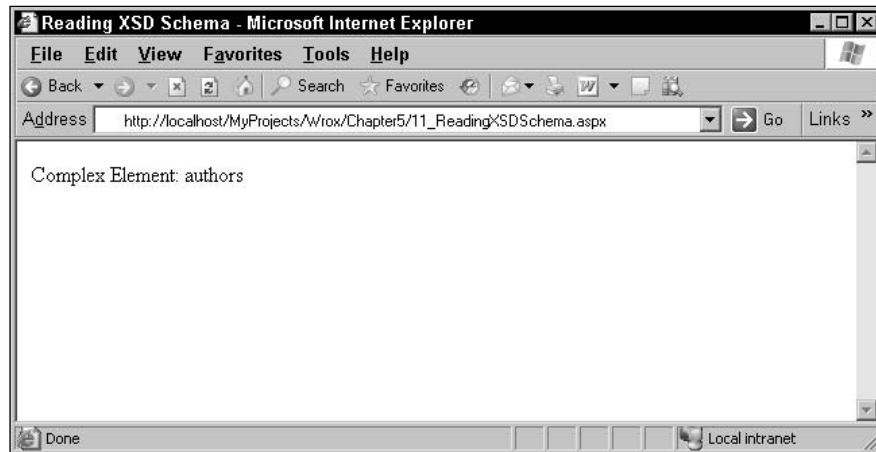 Reading XSD Schema - Microsoft Internet Explorer
File Edit View Favorites Tools Help
Back Search Favorites
Address http://localhost/MyProjects/Wrox/Chapter5/11_ReadingXSDSchema.aspx Go Links »
Complex Element: authors
Done Local intranet